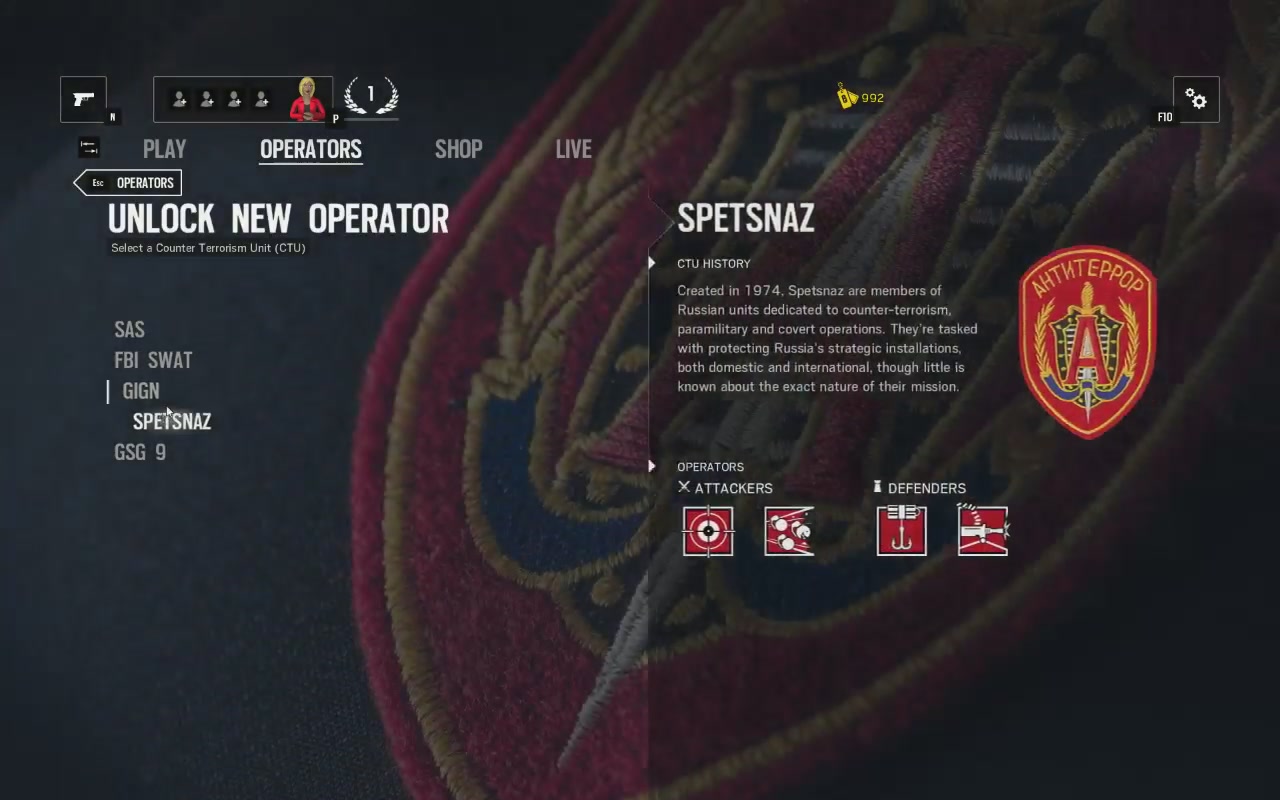 1
992
N
P
F10
PLAY OPERATORS SHOP LIVE
Esc OPERATORS
UNLOCK NEW OPERATOR
Select a Counter Terrorism Unit (CTU)
SAS
FBI SWAT
GIGN
SPETSNAZ
GSG 9
SPETSNAZ
CTU HISTORY
Created in 1974, Spetsnaz are members of
Russian units dedicated to counter-terrorism,
paramilitary and covert operations. They're tasked
with protecting Russia's strategic installations,
both domestic and international, though little is
known about the exact nature of their mission.
АНТИТЕРРОР
А
OPERATORS
ATTACKERS DEFENDERS